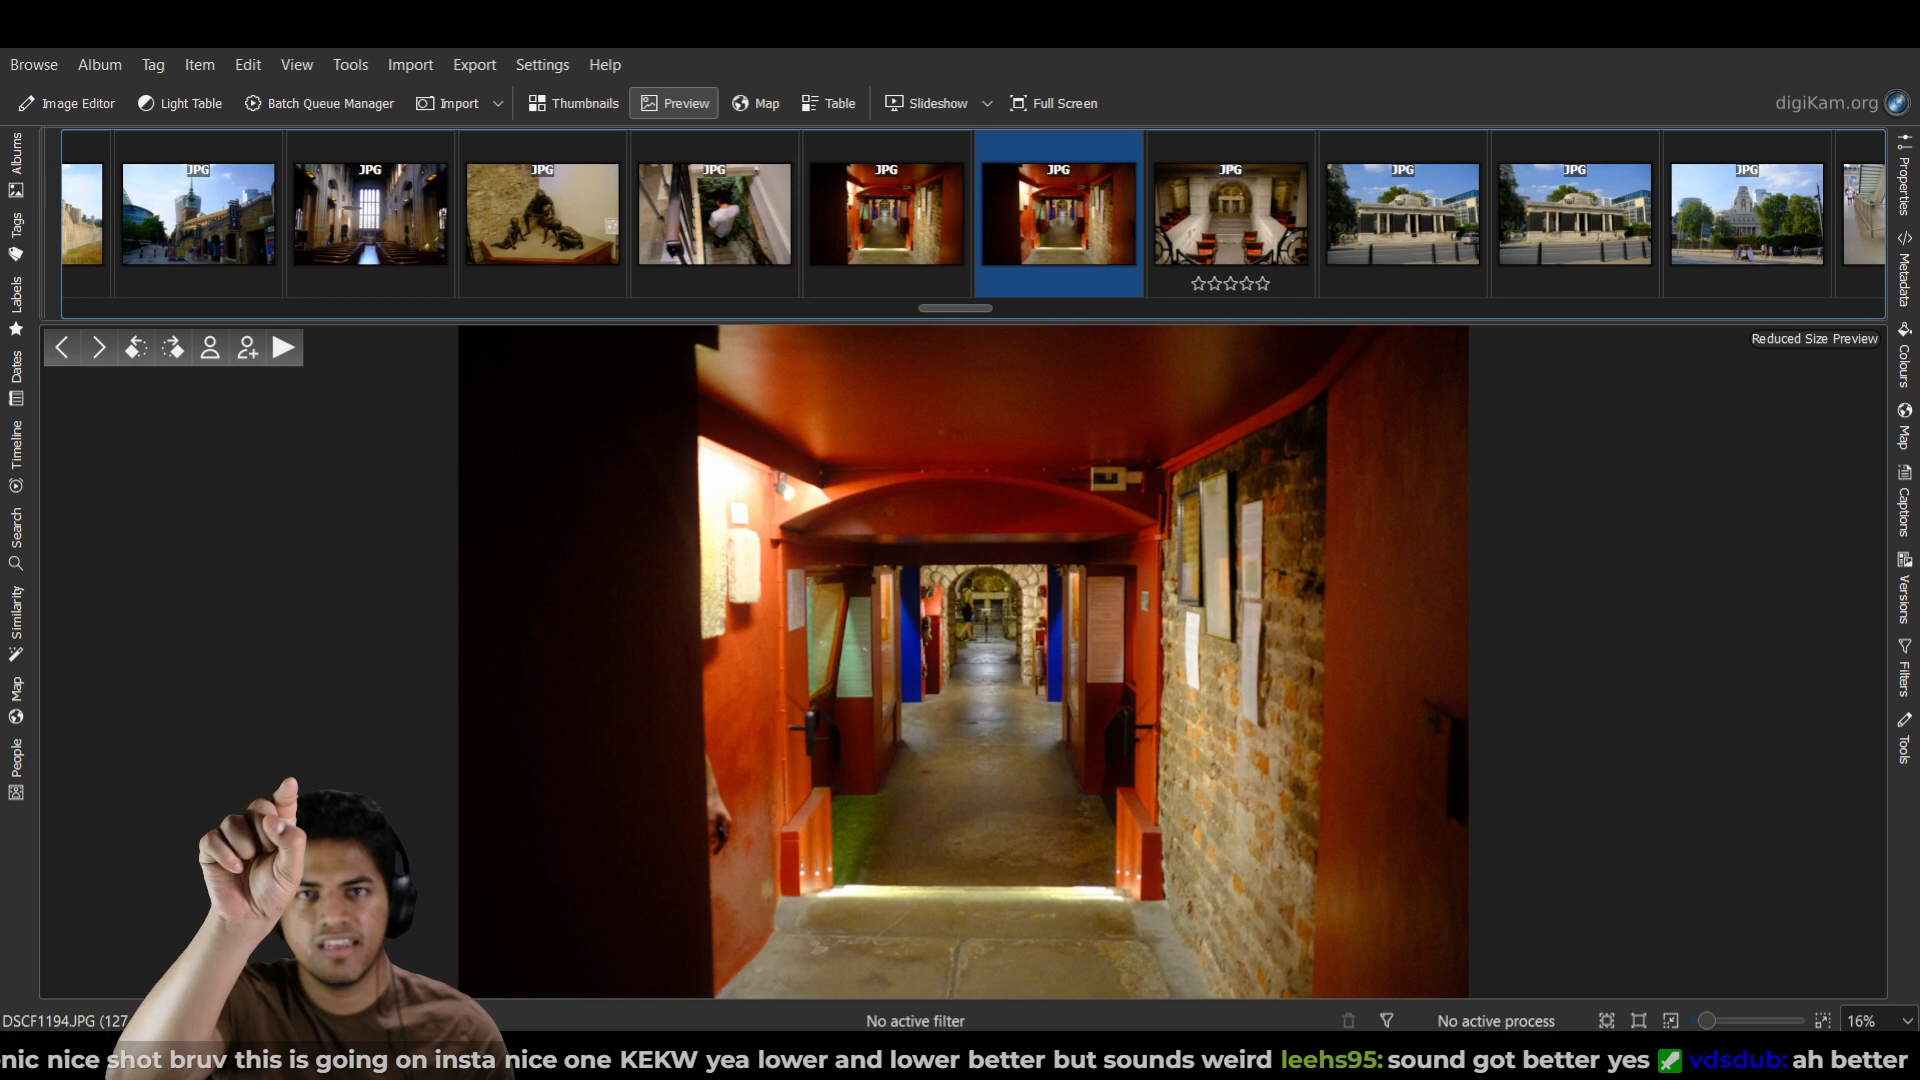 Browse Album Tag Item Edit View Tools Import Export Settings Help
Image Editor Light Table Batch Queue Manager Import Thumbnails Preview Map Table Slideshow Full Screen digiKam.org
JPG JPG JPG JPG JPG JPG JPG JPG JPG JPG
Reduced Size Preview
Albums
Tags
Labels
Dates
Timeline
Search
Similarity
Map
People
Properties
Metadata
Colours
Map
Captions
Versions
Filters
Tools
DSCF1194.JPG (127 No active filter No active process 16%
nic nice shot bruv this is going on insta nice one KEKW yea lower and lower better but sounds weird leehs95: sound got better yes vdsdub: ah better